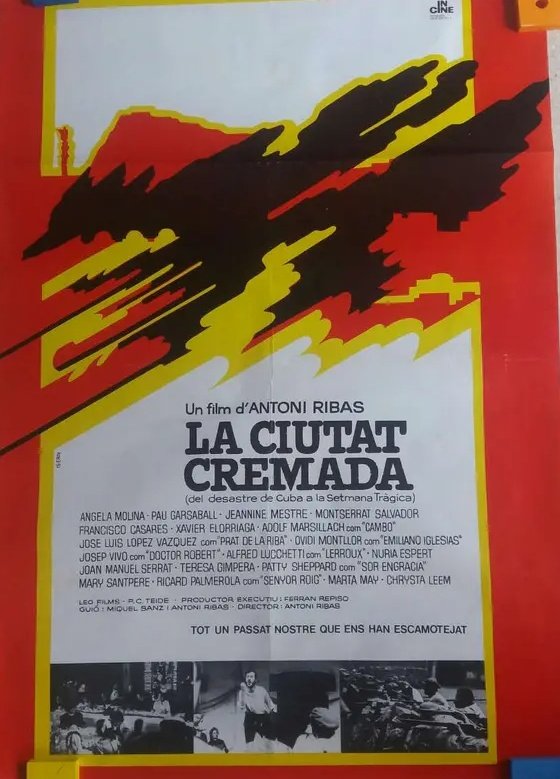 IN
CINE
Un film d'ANTONI RIBAS
LA CIUTAT
CREMADA
(del desastre de Cuba a la Setmana Tràgica)
ANGELA MOLINA - PAU GARSABALL - JEANNINE MESTRE - MONTSERRAT SALVADOR
FRANCISCO CASARES - XAVIER ELORRIAGA - ADOLF MARSILLACH com "CAMBO"
JOSE LUIS LOPEZ VAZQUEZ com "PRAT DE LA RIBA" - OVIDI MONTLLOR com "EMILIANO IGLESIAS"
JOSEP VIVO com "DOCTOR ROBERT" - ALFRED LUCCHETTI com "LERROUX" - NURIA ESPERT
JOAN MANUEL SERRAT - TERESA GIMPERA - PATTY SHEPPARD com "SOR ENGRACIA"
MARY SANTPERE - RICARD PALMEROLA com "SENYOR ROIG" - MARTA MAY - CHRYSTA LEEM
LEO FILMS - P.C. TEIDE - PRODUCTOR EXECUTIU: FERRAN REPISO
GUIÓ: MIQUEL SANZ I ANTONI RIBAS - DIRECTOR: ANTONI RIBAS
TOT UN PASSAT NOSTRE QUE ENS HAN ESCAMOTEJAT